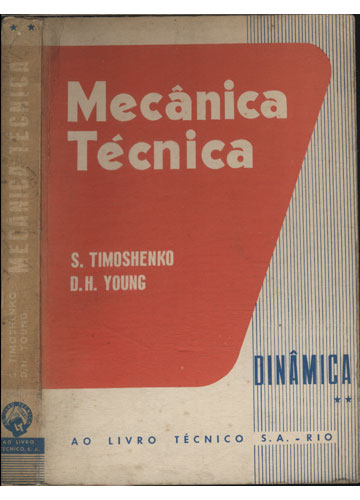 Mecânica
Técnica
S. TIMOSHENKO
D.H. YOUNG
DINÂMICA
**
AO LIVRO TÉCNICO S.A. - RIO
**
MECÂNICA TÉCNICA
S. TIMOSHENKO
D.H. YOUNG
AO LIVRO
TÉCNICO, S. A.